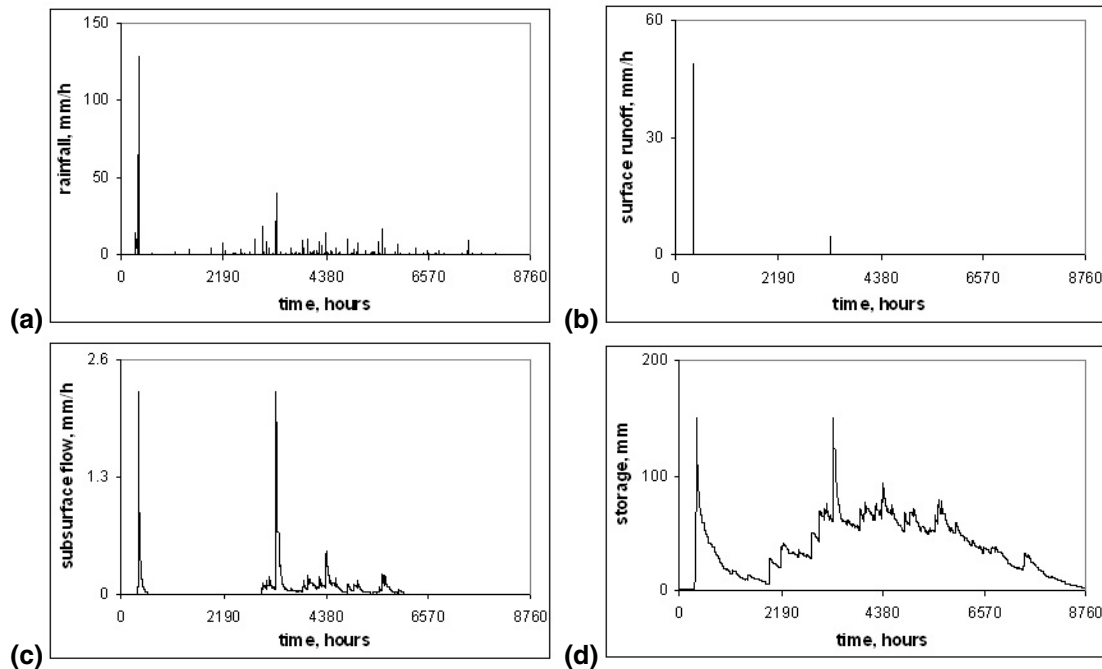 150
100
50
0
rainfall, mm/h
0 2190 4380 6570 8760
time, hours
(a)
60
30
0
surface runoff, mm/h
0 2190 4380 6570 8760
time, hours
(b)
2.6
1.3
0
subsurface flow, mm/h
0 2190 4380 6570 8760
time, hours
(c)
200
100
0
storage, mm
0 2190 4380 6570 8760
time, hours
(d)